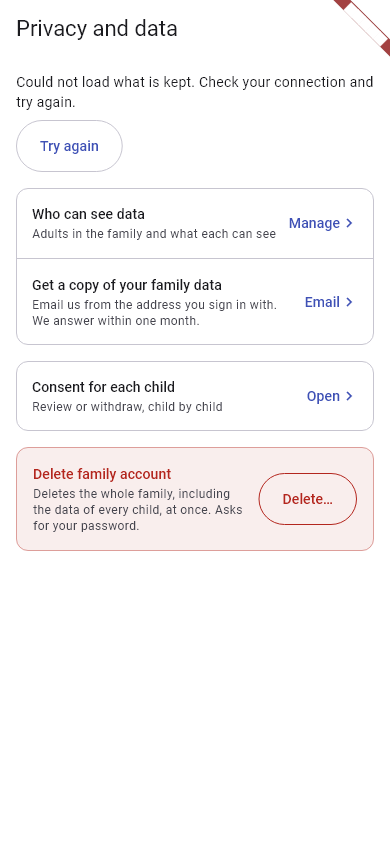 Privacy and data
Could not load what is kept. Check your connection and
try again.
Try again
Who can see data
Adults in the family and what each can see
Manage
Get a copy of your family data
Email us from the address you sign in with.
We answer within one month.
Email
Consent for each child
Review or withdraw, child by child
Open
Delete family account
Deletes the whole family, including
the data of every child, at once. Asks
for your password.
Delete…